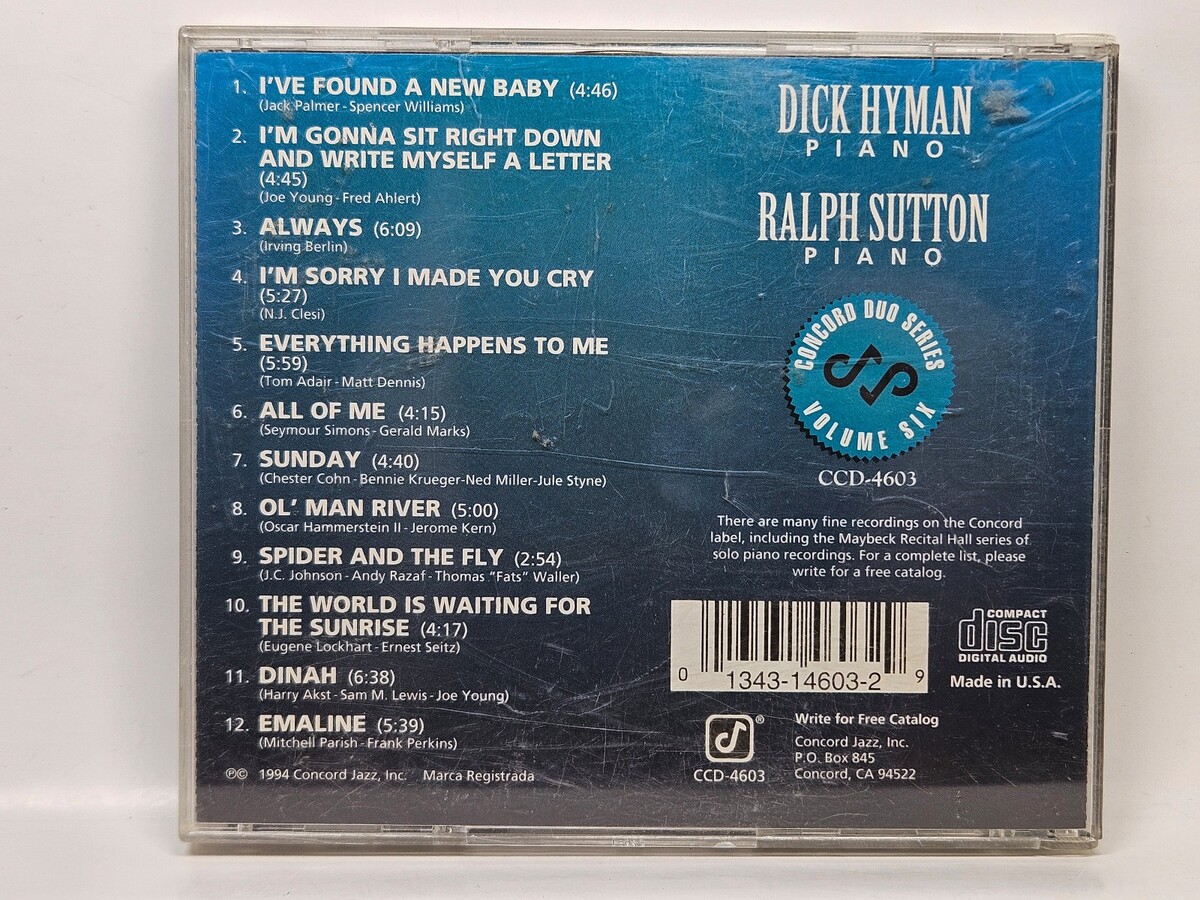 1. I'VE FOUND A NEW BABY (4:46)
(Jack Palmer - Spencer Williams)
2. I'M GONNA SIT RIGHT DOWN
AND WRITE MYSELF A LETTER
(4:45)
(Joe Young - Fred Ahlert)
3. ALWAYS (6:09)
(Irving Berlin)
4. I'M SORRY I MADE YOU CRY
(5:27)
(N.J. Clesi)
5. EVERYTHING HAPPENS TO ME
(5:59)
(Tom Adair - Matt Dennis)
6. ALL OF ME (4:15)
(Seymour Simons - Gerald Marks)
7. SUNDAY (4:40)
(Chester Cohn - Bennie Krueger-Ned Miller-Jule Styne)
8. OL' MAN RIVER (5:00)
(Oscar Hammerstein II - Jerome Kern)
9. SPIDER AND THE FLY (2:54)
(J.C. Johnson - Andy Razaf - Thomas "Fats" Waller)
10. THE WORLD IS WAITING FOR
THE SUNRISE (4:17)
(Eugene Lockhart - Ernest Seitz)
11. DINAH (6:38)
(Harry Akst - Sam M. Lewis - Joe Young)
12. EMALINE (5:39)
(Mitchell Parish - Frank Perkins)
℗© 1994 Concord Jazz, Inc. Marca Registrada
DICK HYMAN
PIANO
RALPH SUTTON
PIANO
CONCORD DUO SERIES
VOLUME SIX
CCD-4603
There are many fine recordings on the Concord
label, including the Maybeck Recital Hall series of
solo piano recordings. For a complete list, please
write for a free catalog.
0 1343-14603-2 9
COMPACT
disc
DIGITAL AUDIO
Made in U.S.A.
®
CCD-4603
Write for Free Catalog
Concord Jazz, Inc.
P.O. Box 845
Concord, CA 94522